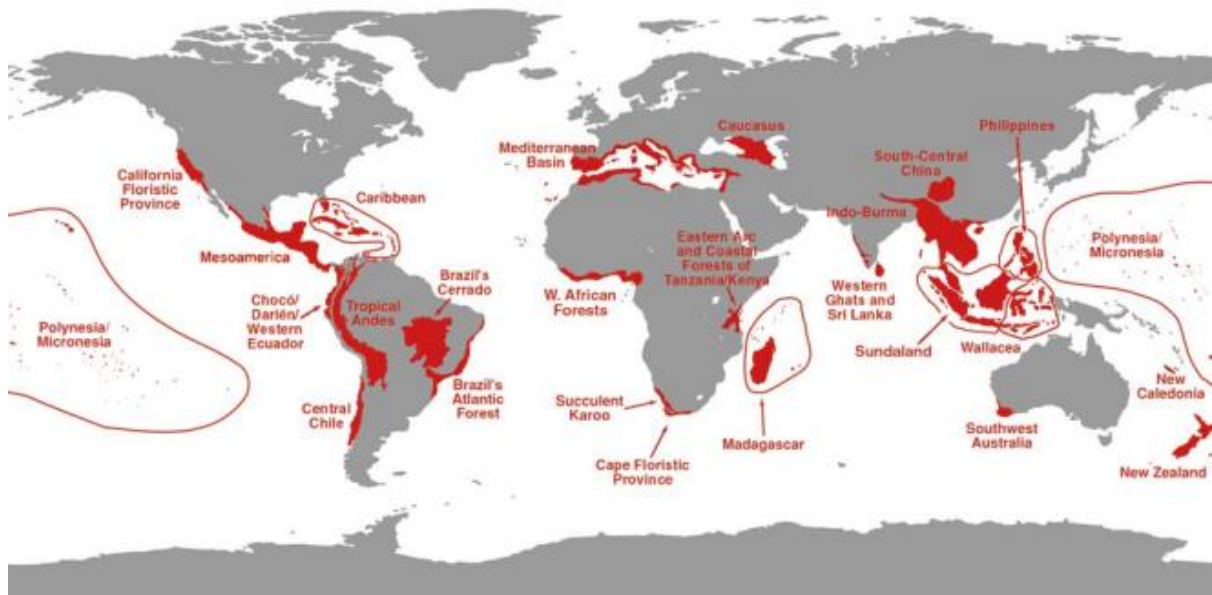 Philippines
Caucasus
Mediterranean
Basin
South-Central
China
California
Floristic
Province
Caribbean
Indo-Burma
Mesoamerica
Eastern Arc
and Coastal
Forests of
Tanzania/Kenya
Polynesia/
Micronesia
Brazil's
Cerrado
W. African
Forests
Western
Ghats and
Sri Lanka
Chocó/
Darién/
Western
Ecuador
Tropical
Andes
Polynesia/
Micronesia
Sundaland
Wallacea
New
Caledonia
Central
Chile
Brazil's
Atlantic
Forest
Succulent
Karoo
Madagascar
Southwest
Australia
Cape Floristic
Province
New Zealand